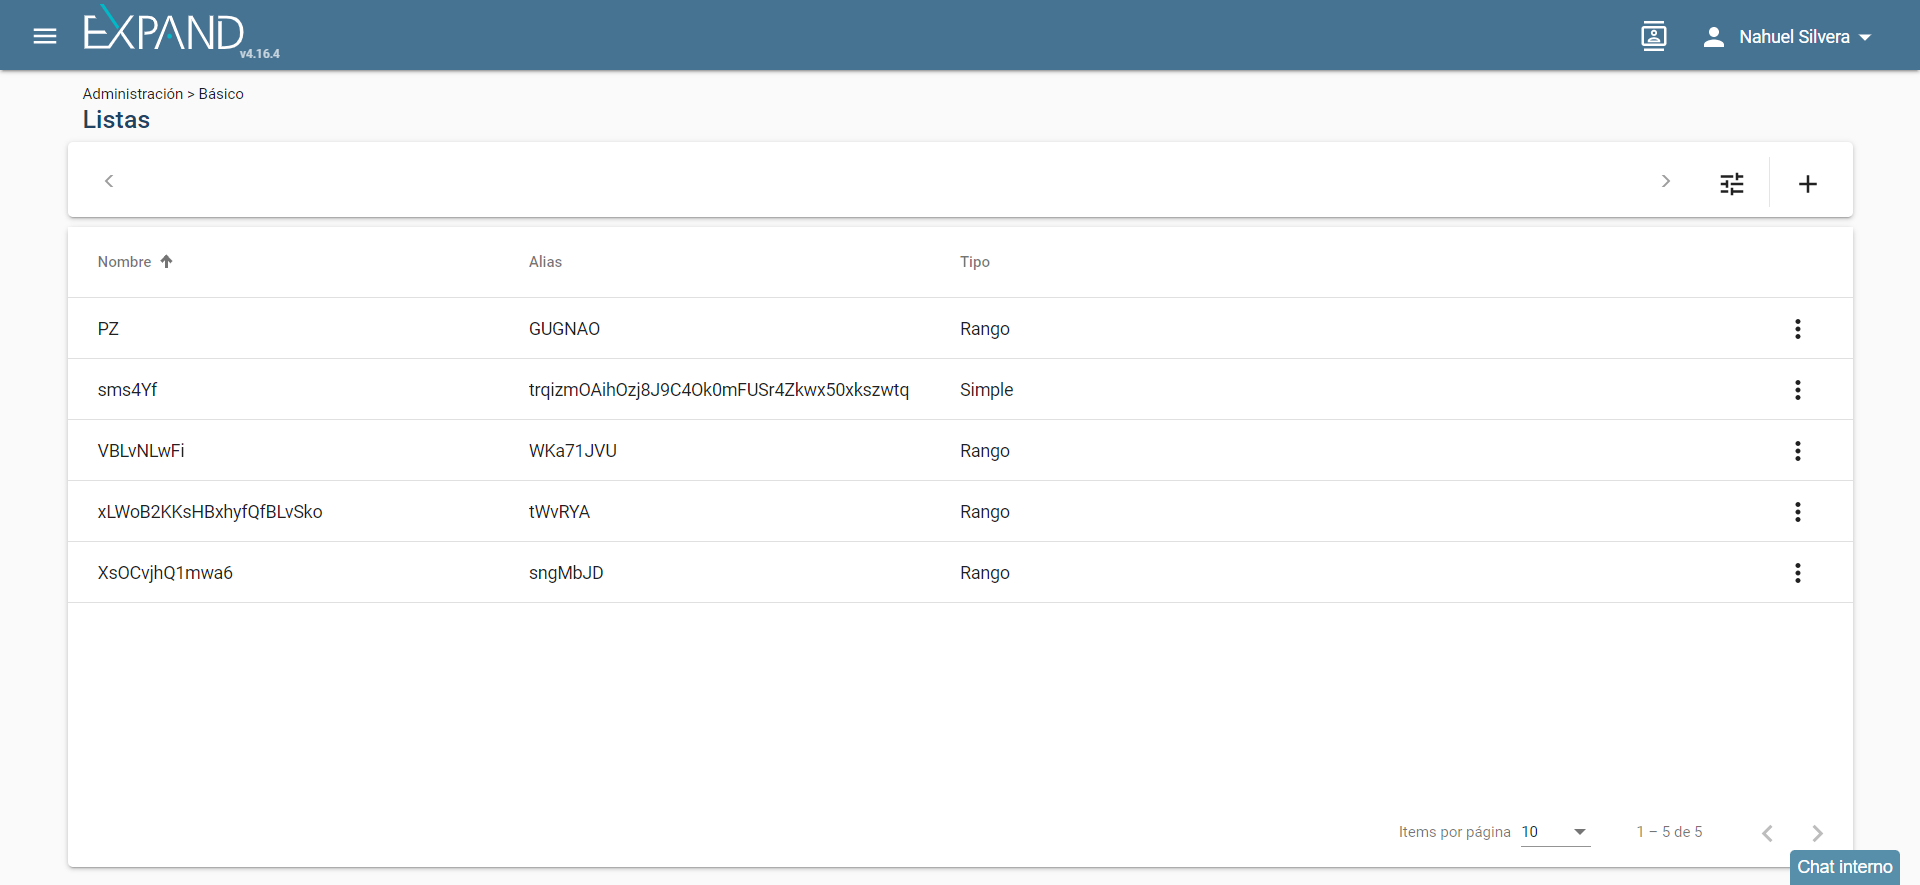 EXPAND
v4.16.4
Nahuel Silvera
Administración > Básico
Listas
Nombre Alias Tipo
PZ GUGNAO Rango
sms4Yf trqizmOAihOzj8J9C4Ok0mFUSr4Zkwx50xkszwtq Simple
VBLvNLwFi WKa71JVU Rango
xLWoB2KKsHBxhyfQfBLvSko tWvRYA Rango
XsOCvjhQ1mwa6 sngMbJD Rango
Items por página 10 1 – 5 de 5
Chat interno